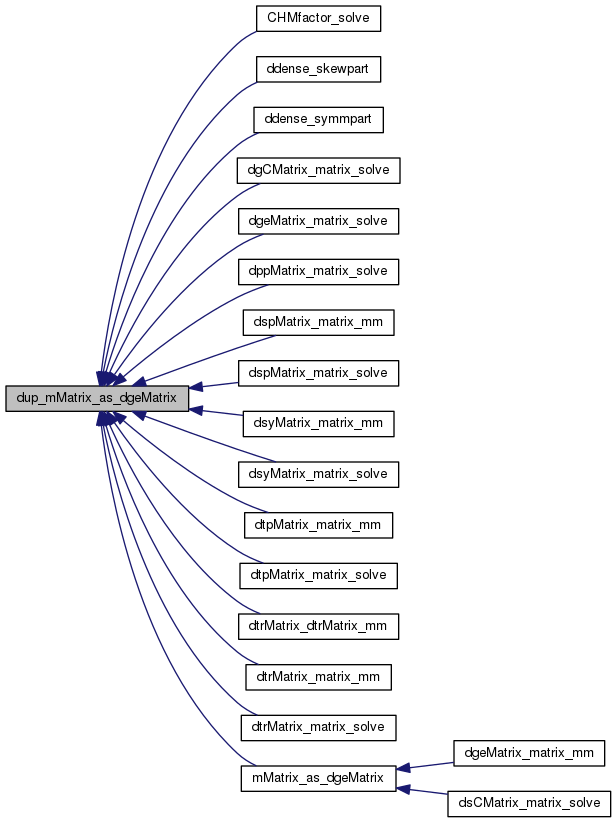 CHMfactor_solve
ddense_skewpart
ddense_symmpart
dgCMatrix_matrix_solve
dgeMatrix_matrix_solve
dppMatrix_matrix_solve
dspMatrix_matrix_mm
dspMatrix_matrix_solve
dup_mMatrix_as_dgeMatrix
dsyMatrix_matrix_mm
dsyMatrix_matrix_solve
dtpMatrix_matrix_mm
dtpMatrix_matrix_solve
dtrMatrix_dtrMatrix_mm
dtrMatrix_matrix_mm
dtrMatrix_matrix_solve
mMatrix_as_dgeMatrix
dgeMatrix_matrix_mm
dsCMatrix_matrix_solve